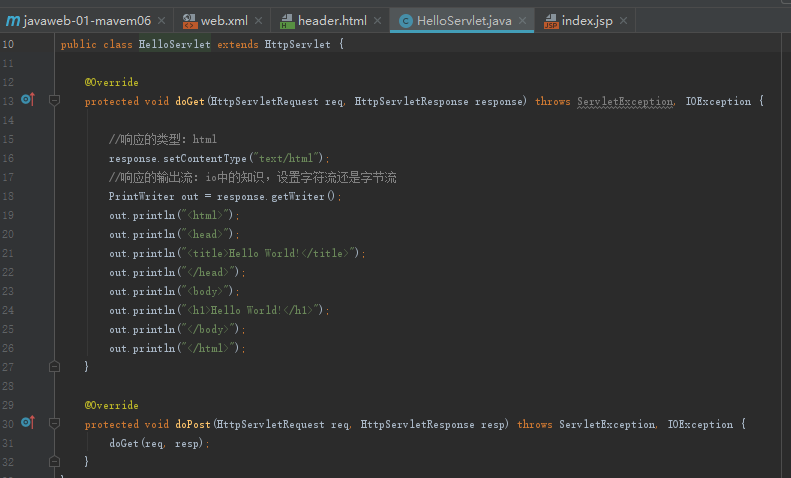 javaweb-01-mavem06 web.xml header.html HelloServlet.java index.jsp
10 public class HelloServlet extends HttpServlet {
11
12 @Override
13 protected void doGet(HttpServletRequest req, HttpServletResponse response) throws ServletException, IOException {
14
15 //响应的类型: html
16 response.setContentType("text/html");
17 //响应的输出流: io中的知识, 设置字符流还是字节流
18 PrintWriter out = response.getWriter();
19 out.println("<html>");
20 out.println("<head>");
21 out.println("<title>Hello World!</title>");
22 out.println("</head>");
23 out.println("<body>");
24 out.println("<h1>Hello World!</h1>");
25 out.println("</body>");
26 out.println("</html>");
27 }
28
29 @Override
30 protected void doPost(HttpServletRequest req, HttpServletResponse resp) throws ServletException, IOException {
31 doGet(req, resp);
32 }